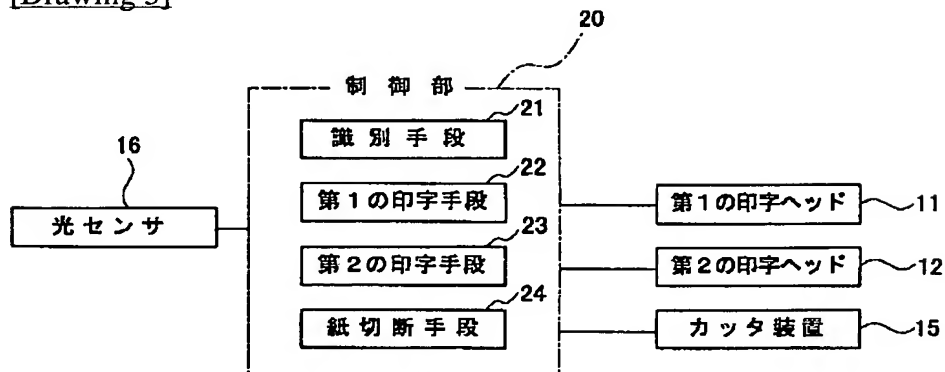 [Drawing 3]
20
制御部
21
識別手段
16
22
光センサ
第1の印字手段
第1の印字ヘッド
11
23
第2の印字手段
第2の印字ヘッド
12
24
紙切断手段
カッタ装置
15